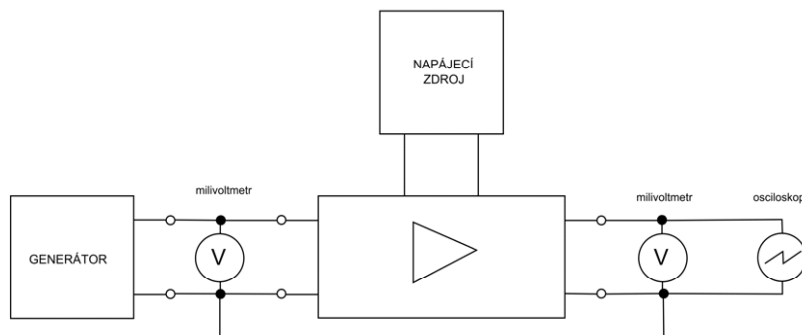 NAPÁJECÍ
ZDROJ
milivoltmetr
milivoltmetr
osciloskop
GENERÁTOR
V
V